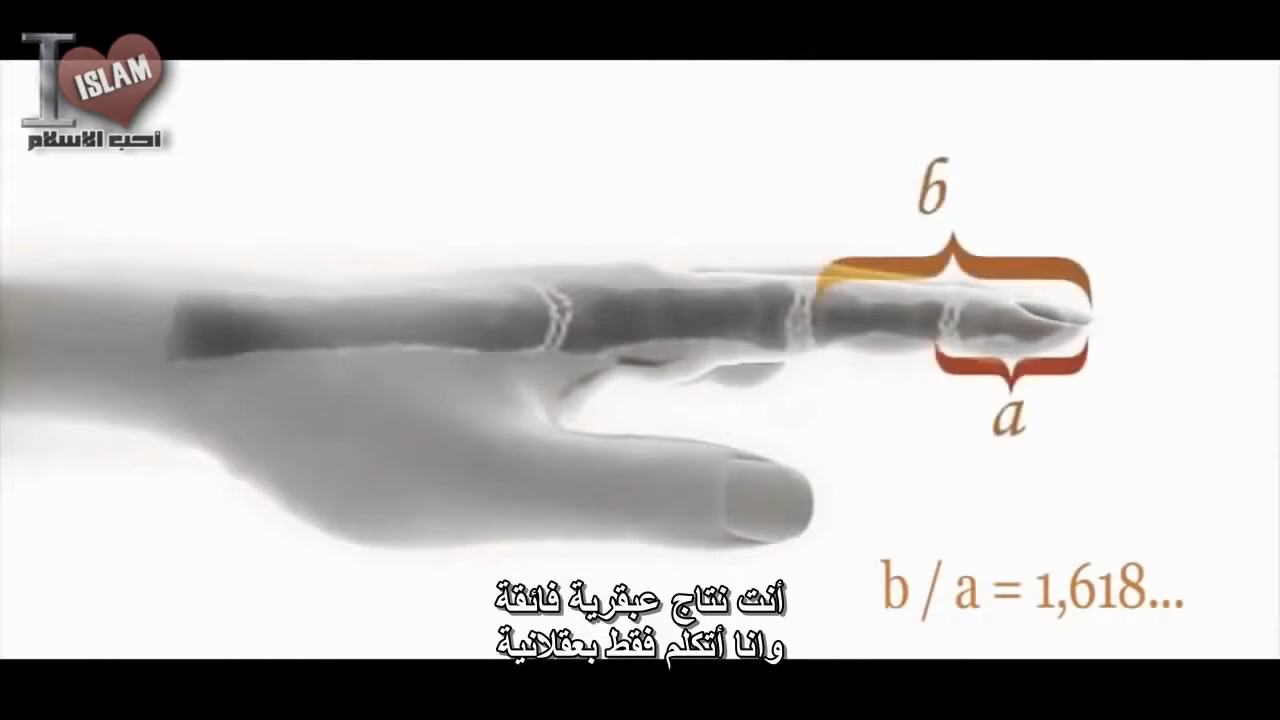 I
ISLAM
أحب الاسلام
b
a
b / a = 1,618...
أنت نتاج عبقرية فائقة
وانا أتكلم فقط بعقلانية